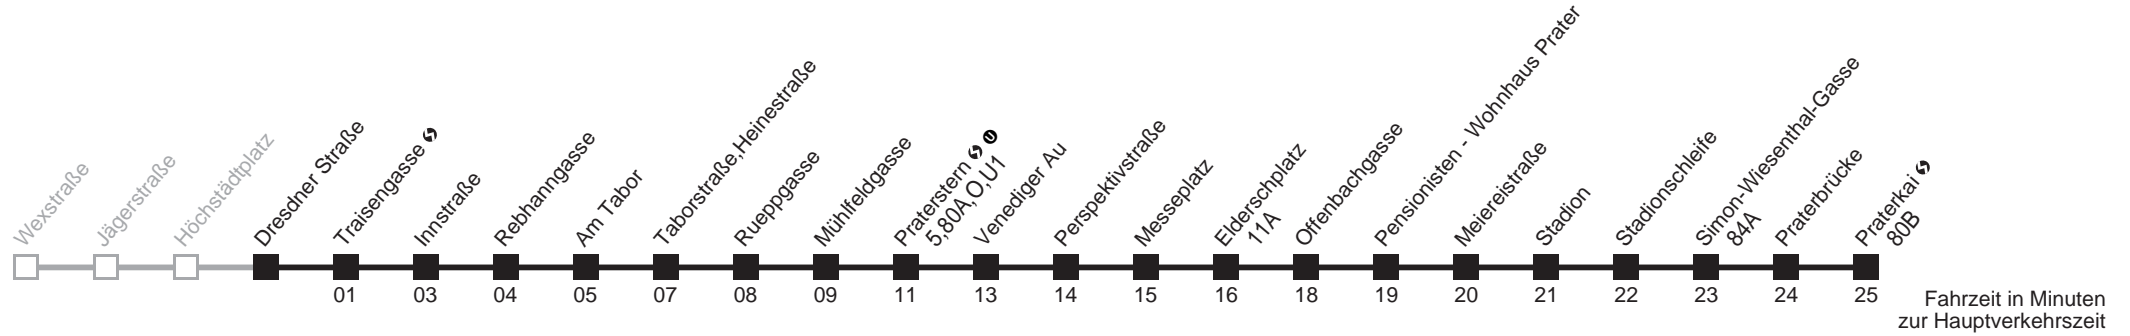 Wexstraße
Jägerstraße
Höchstädtplatz
Dresdner Straße
Traisengasse
Innstraße
Rebhanngasse
Am Tabor
Taborstraße,Heinestraße
Rueppgasse
Mühlfeldgasse
Praterstern
5,80A,O,U1
Venediger Au
Perspektivstraße
Messeplatz
Elderschplatz
11A
Offenbachgasse
Pensionisten - Wohnhaus Prater
Meiereistraße
Stadion
Stadionschleife
Simon-Wiesenthal-Gasse
84A
Praterbrücke
Praterkai
80B
01 03 04 05 07 08 09 11 13 14 15 16 18 19 20 21 22 23 24 25
Fahrzeit in Minuten
zur Hauptverkehrszeit